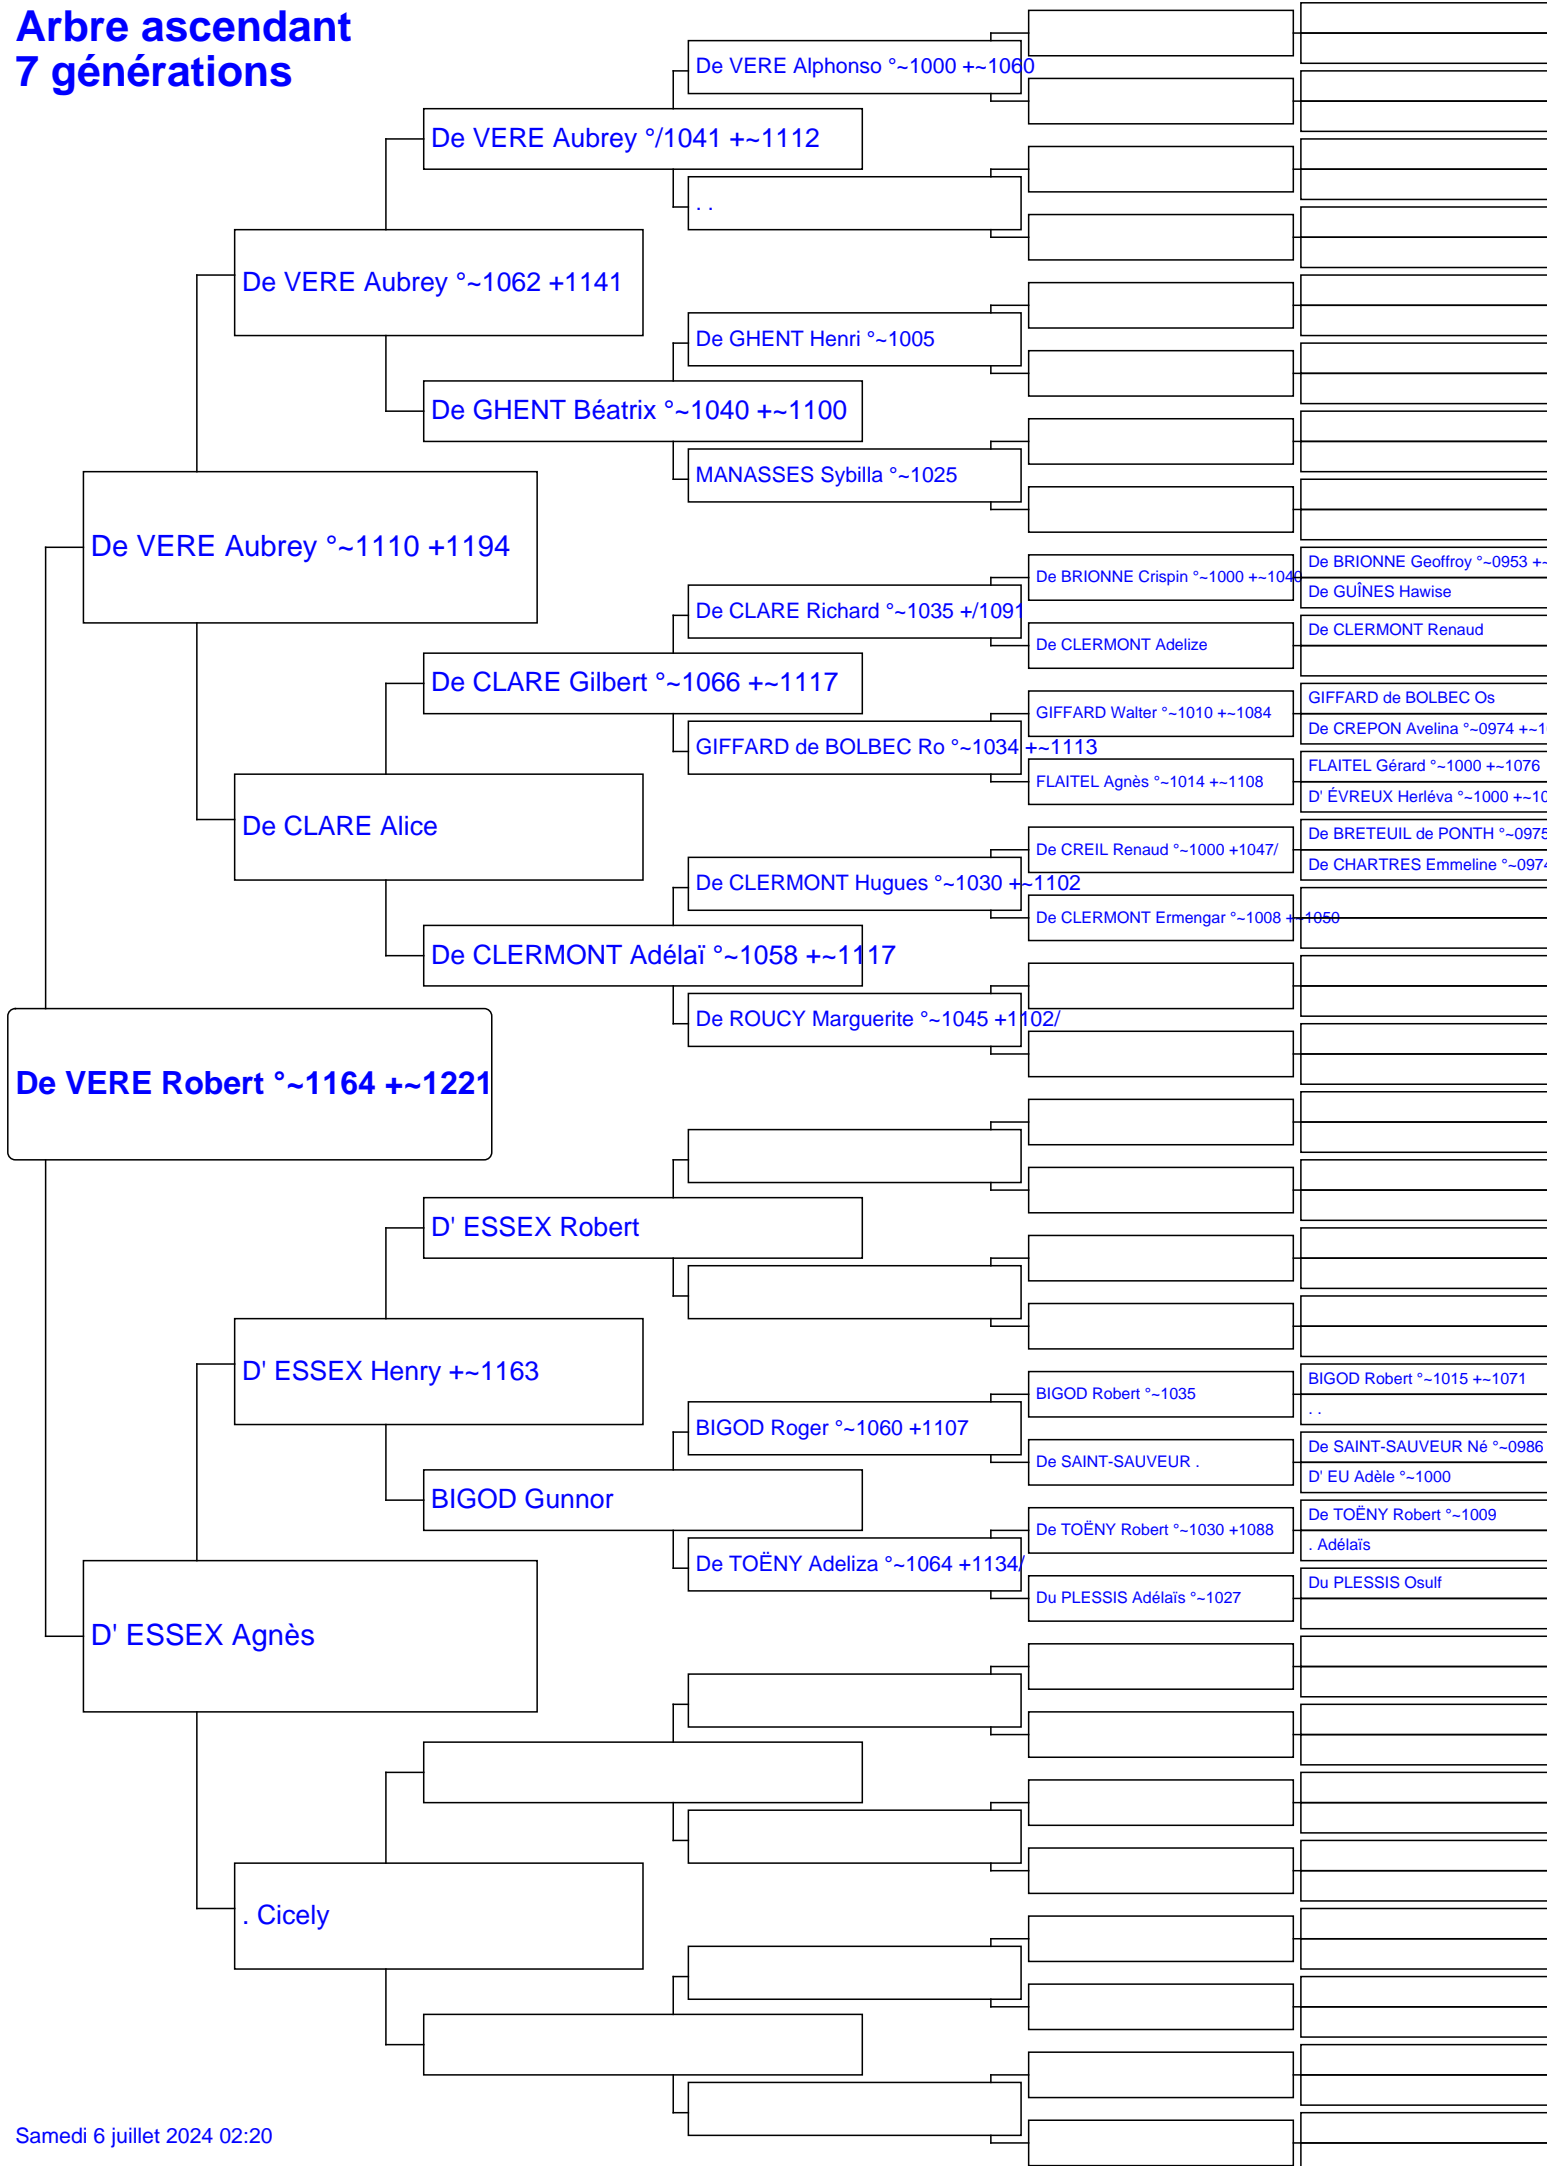 Arbre ascendant
7 générations
De VERE Alphonso °~1000 +~1060
De VERE Aubrey °/1041 +~1112
. .
De VERE Aubrey °~1062 +1141
De GHENT Henri °~1005
De GHENT Béatrix °~1040 +~1100
MANASSES Sybilla °~1025
De VERE Aubrey °~1110 +1194
De BRIONNE Geoffroy °~0953 +~
De BRIONNE Crispin °~1000 +~1040
De GUÎNES Hawise
De CLARE Richard °~1035 +/1091
De CLERMONT Renaud
De CLERMONT Adelize
De CLARE Gilbert °~1066 +~1117
GIFFARD de BOLBEC Os
GIFFARD Walter °~1010 +~1084
De CREPON Avelina °~0974 +~1
GIFFARD de BOLBEC Ro °~1034 +~1113
FLAITEL Gérard °~1000 +~1076
FLAITEL Agnès °~1014 +~1108
D' ÉVREUX Herléva °~1000 +~10
De CLARE Alice
De BRETEUIL de PONTH °~0975
De CREIL Renaud °~1000 +1047/
De CHARTRES Emmeline °~0974
De CLERMONT Hugues °~1030 +~1102
De CLERMONT Ermengar °~1008 +~1050
De CLERMONT Adélaï °~1058 +~1117
De ROUCY Marguerite °~1045 +1102/
De VERE Robert °~1164 +~1221
D' ESSEX Robert
D' ESSEX Henry +~1163
BIGOD Robert °~1015 +~1071
BIGOD Robert °~1035
. .
BIGOD Roger °~1060 +1107
De SAINT-SAUVEUR Né °~0986
De SAINT-SAUVEUR .
D' EU Adèle °~1000
BIGOD Gunnor
De TOËNY Robert °~1009
De TOËNY Robert °~1030 +1088
. Adélaïs
De TOËNY Adeliza °~1064 +1134/
Du PLESSIS Osulf
Du PLESSIS Adélaïs °~1027
D' ESSEX Agnès
. Cicely
Samedi 6 juillet 2024 02:20